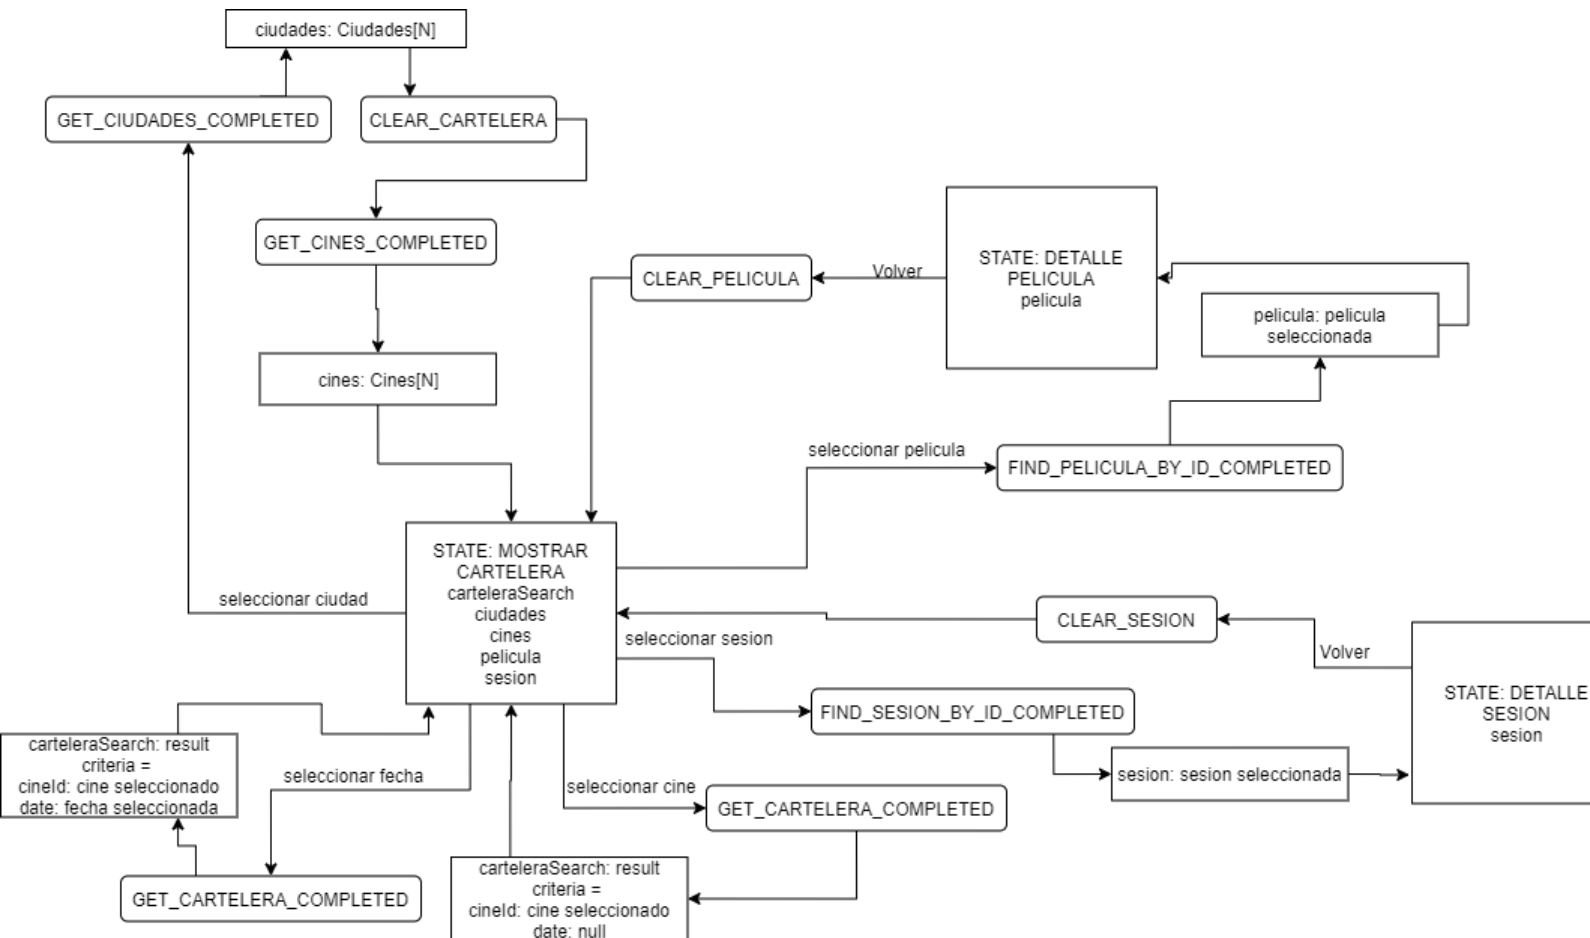 ciudades: Ciudades[N]
GET_CIUDADES_COMPLETED
CLEAR_CARTELERA
GET_CINES_COMPLETED
cines: Cines[N]
CLEAR_PELICULA
Volver
STATE: DETALLE
PELICULA
pelicula
pelicula: pelicula
seleccionada
seleccionar pelicula
FIND_PELICULA_BY_ID_COMPLETED
STATE: MOSTRAR
CARTELERA
carteleraSearch
ciudades
cines
pelicula
sesion
seleccionar ciudad
seleccionar sesion
CLEAR_SESION
Volver
STATE: DETALLE
SESION
sesion
FIND_SESION_BY_ID_COMPLETED
sesion: sesion seleccionada
carteleraSearch: result
criteria =
cineId: cine seleccionado
date: fecha seleccionada
seleccionar fecha
seleccionar cine
GET_CARTELERA_COMPLETED
GET_CARTELERA_COMPLETED
carteleraSearch: result
criteria =
cineId: cine seleccionado
date: null